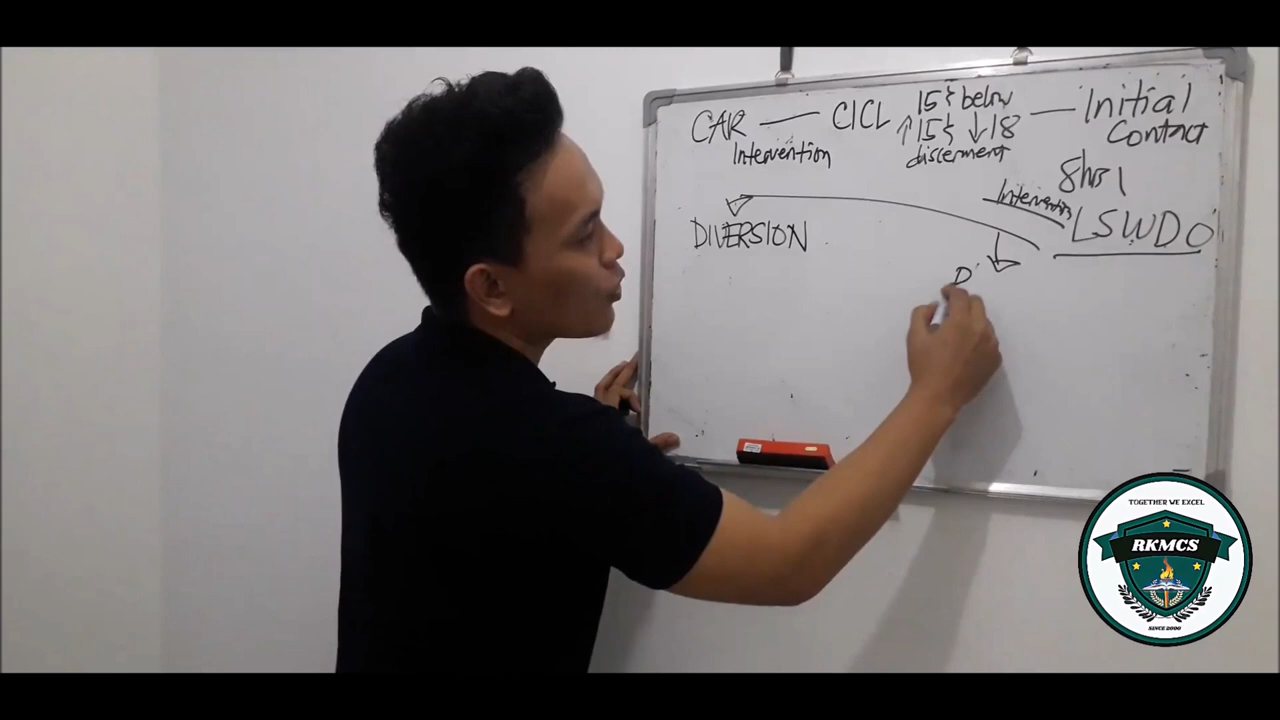 CAR — CICL 15 & below — Initial
Intervention ↑15 & ↓18 Contact
discerment
8hrs
Intervention
LSWDO
DIVERSION
D
TOGETHER WE EXCEL
RKMCS
SINCE 2000